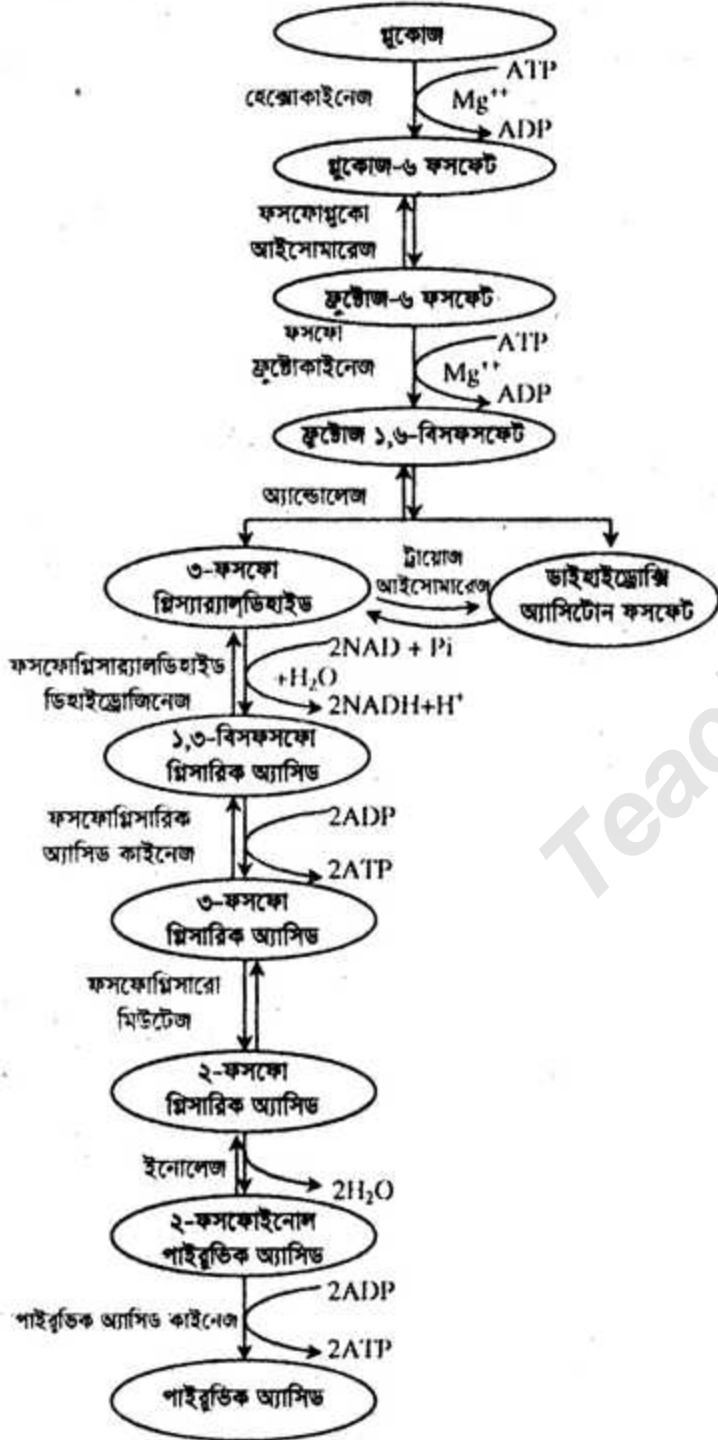 গ্লুকোজ
ATP
হেক্সোকাইনেজ
Mg⁺⁺
ADP
গ্লুকোজ-৬ ফসফেট
ফসফোগ্লুকো
আইসোমারেজ
ফ্রুক্টোজ-৬ ফসফেট
ফসফো
ফ্রুক্টোকাইনেজ
ATP
Mg⁺⁺
ADP
ফ্রুক্টোজ ১,৬-বিসফসফেট
অ্যান্ডোলেজ
৩-ফসফো
গ্লিস্যার‍্যাল্ডিহাইড
ট্রায়োজ
আইসোমারেজ
ডাইহাইড্রোক্সি
অ্যাসিটোন ফসফেট
ফসফোগ্লিসার‍্যালডিহাইড
ডিহাইড্রোজিনেজ
2NAD + Pi
+H₂O
2NADH+H⁺
১,৩-বিসফসফো
গ্লিসারিক অ্যাসিড
ফসফোগ্লিসারিক
অ্যাসিড কাইনেজ
2ADP
2ATP
৩-ফসফো
গ্লিসারিক অ্যাসিড
ফসফোগ্লিসারো
মিউটেজ
২-ফসফো
গ্লিসারিক অ্যাসিড
ইনোলেজ
2H₂O
২-ফসফোইনোল
পাইরুভিক অ্যাসিড
পাইরুভিক অ্যাসিড কাইনেজ
2ADP
2ATP
পাইরুভিক অ্যাসিড